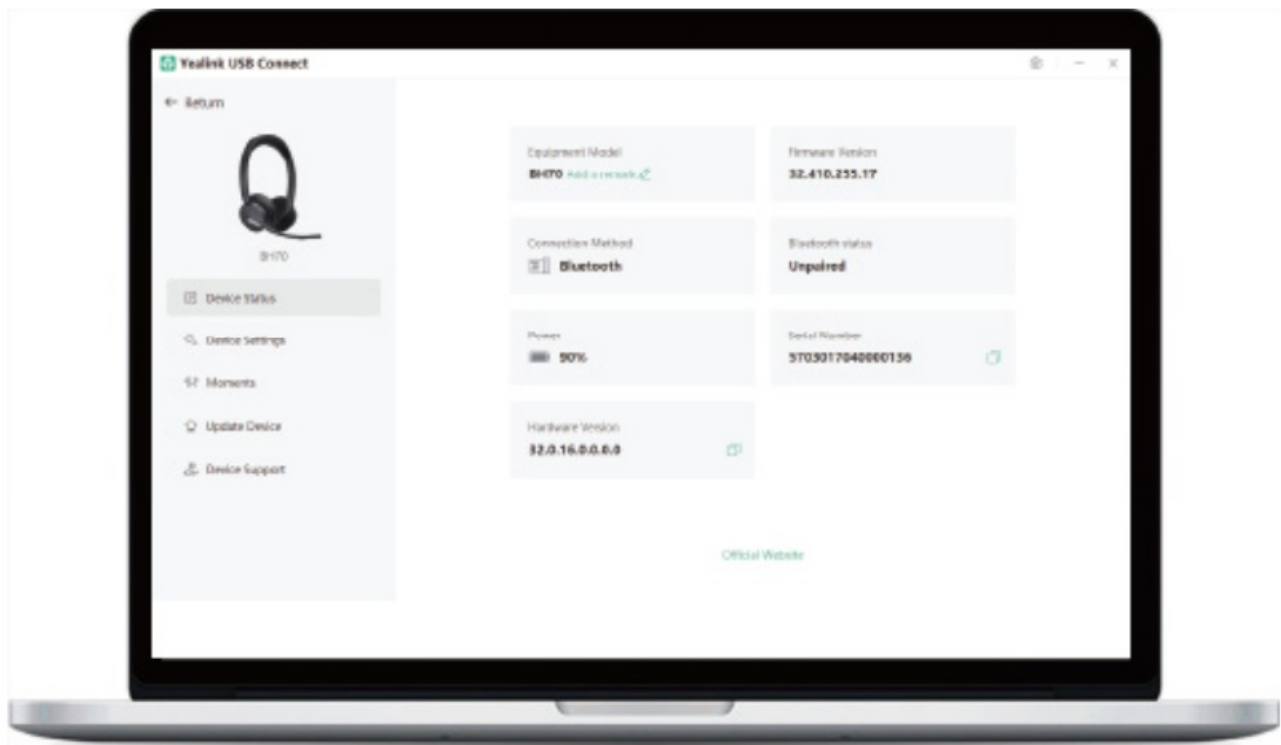 Yealink USB Connect
Return
BH70
Device Status
Device Settings
Moments
Update Device
Device Support
Equipment Model
BH70 Add a remark
Firmware Version
32.410.255.17
Connection Method
Bluetooth
Bluetooth status
Unpaired
Power
90%
Serial Number
5703017040000136
Hardware Version
32.0.16.0.0.0.0
Official Website